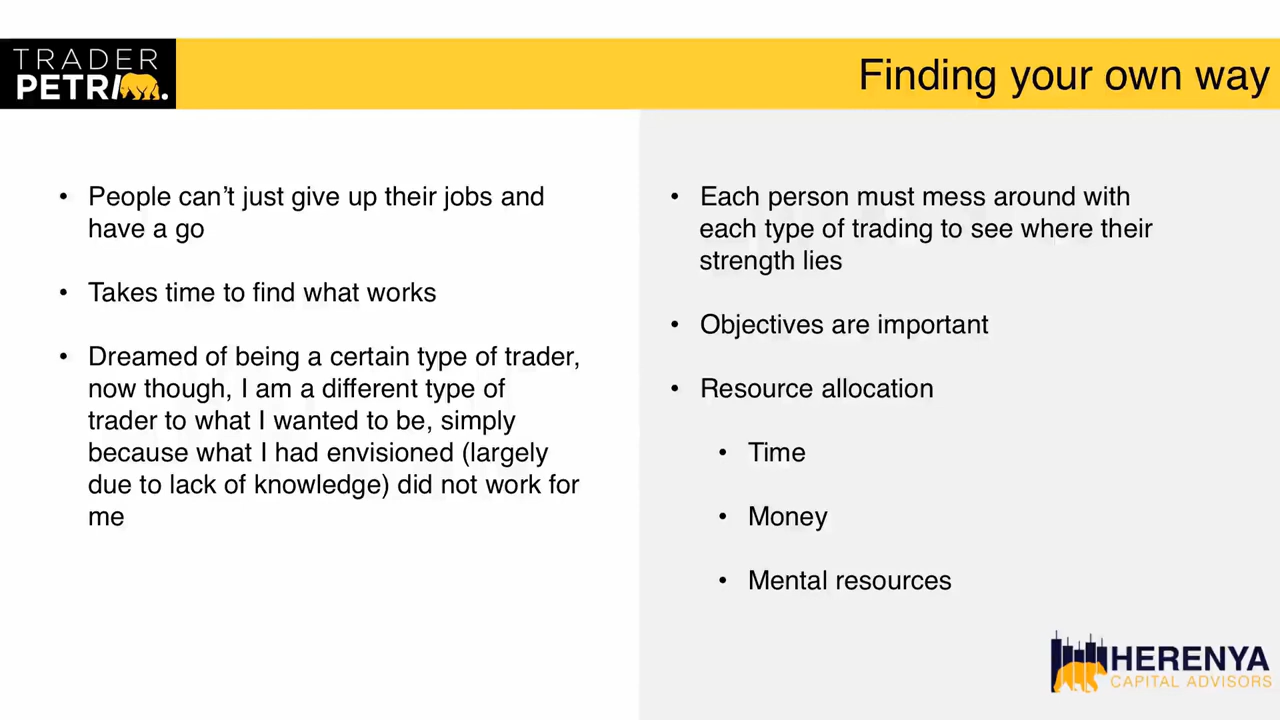 TRADER
PETRI
Finding your own way
• People can’t just give up their jobs and
have a go
• Takes time to find what works
• Dreamed of being a certain type of trader,
now though, I am a different type of
trader to what I wanted to be, simply
because what I had envisioned (largely
due to lack of knowledge) did not work for
me
• Each person must mess around with
each type of trading to see where their
strength lies
• Objectives are important
• Resource allocation
• Time
• Money
• Mental resources
HERENYA
CAPITAL ADVISORS